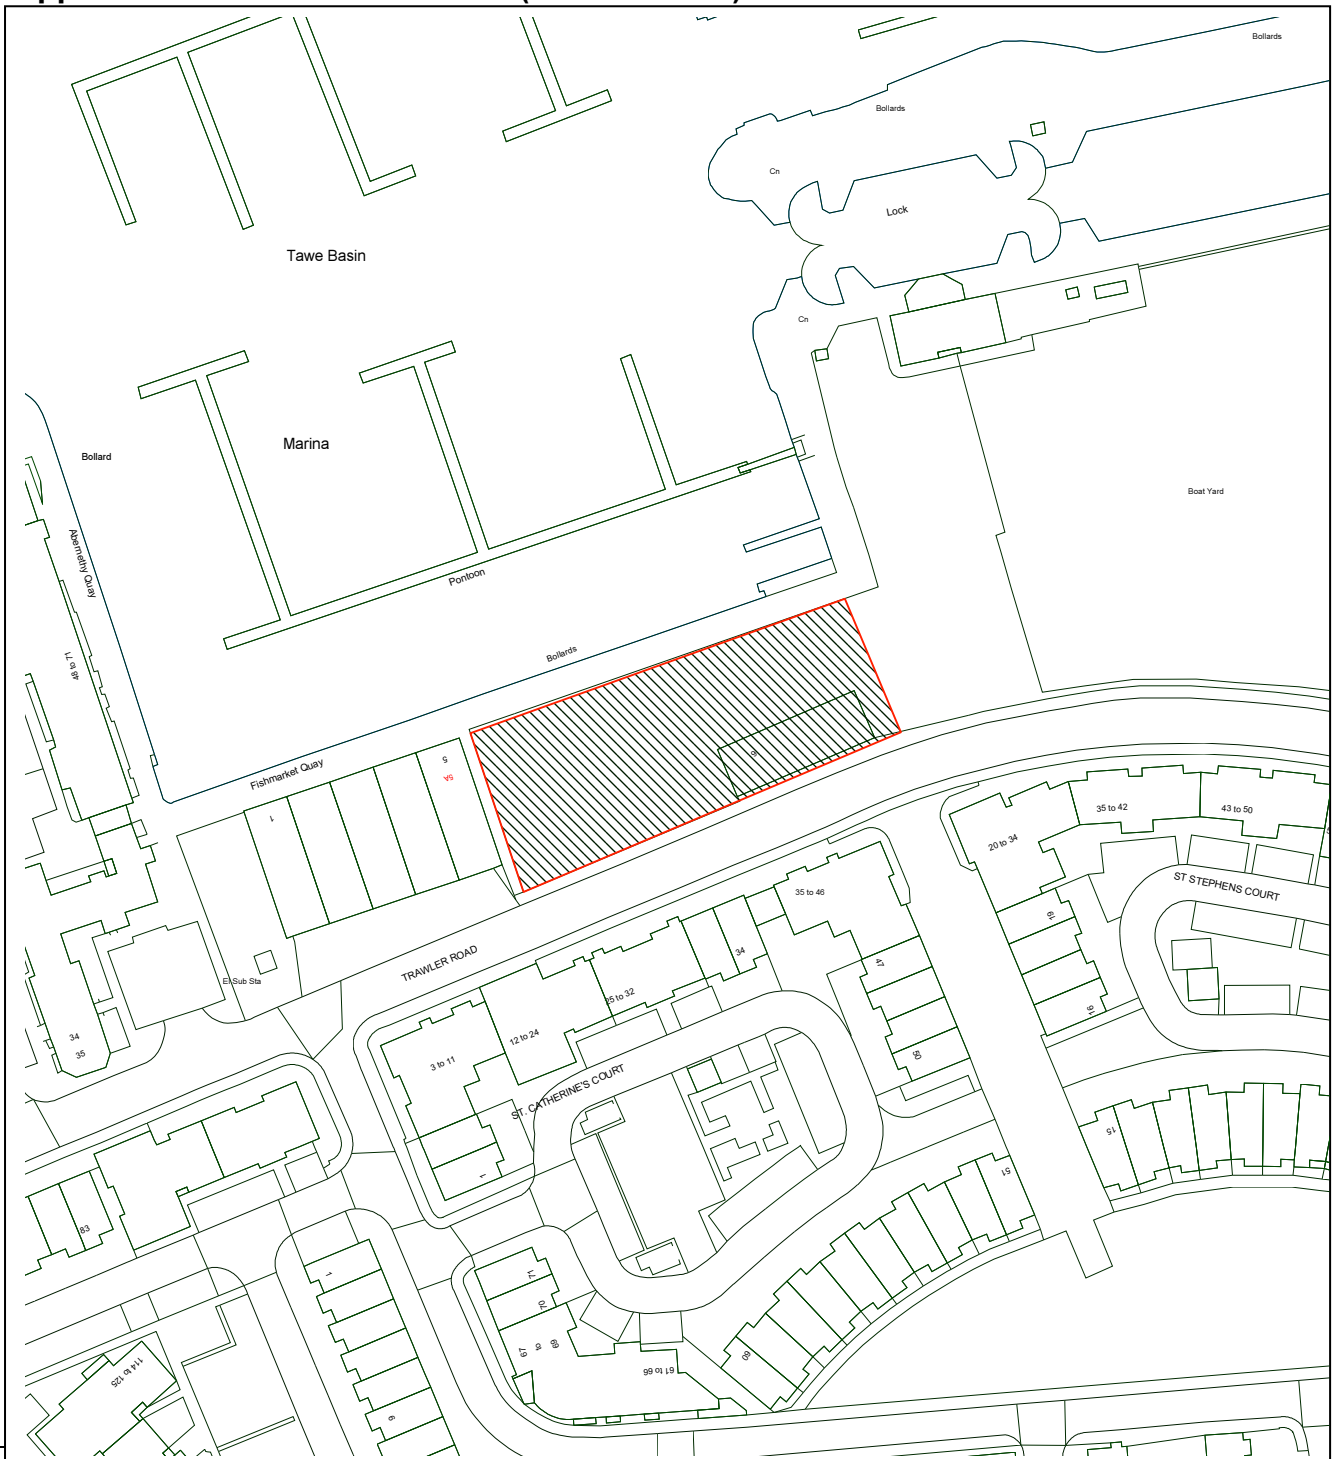 Bollards
Bollards
Cn
Lock
Tawe Basin
Cn
Marina
Bollard
Boat Yard
Abernethy Quay
Pontoon
48 to 71
Bollards
Fishmarket Quay
5
5A
6
1
35 to 42
43 to 50
20 to 34
ST STEPHENS COURT
35 to 46
19
34
47
TRAWLER ROAD
El Sub Sta
25 to 32
16
34
35
12 to 24
3 to 11
50
ST. CATHERINE'S COURT
15
1
51
83
1
71
70
69
to
67
60
61 to 66
114 to 125